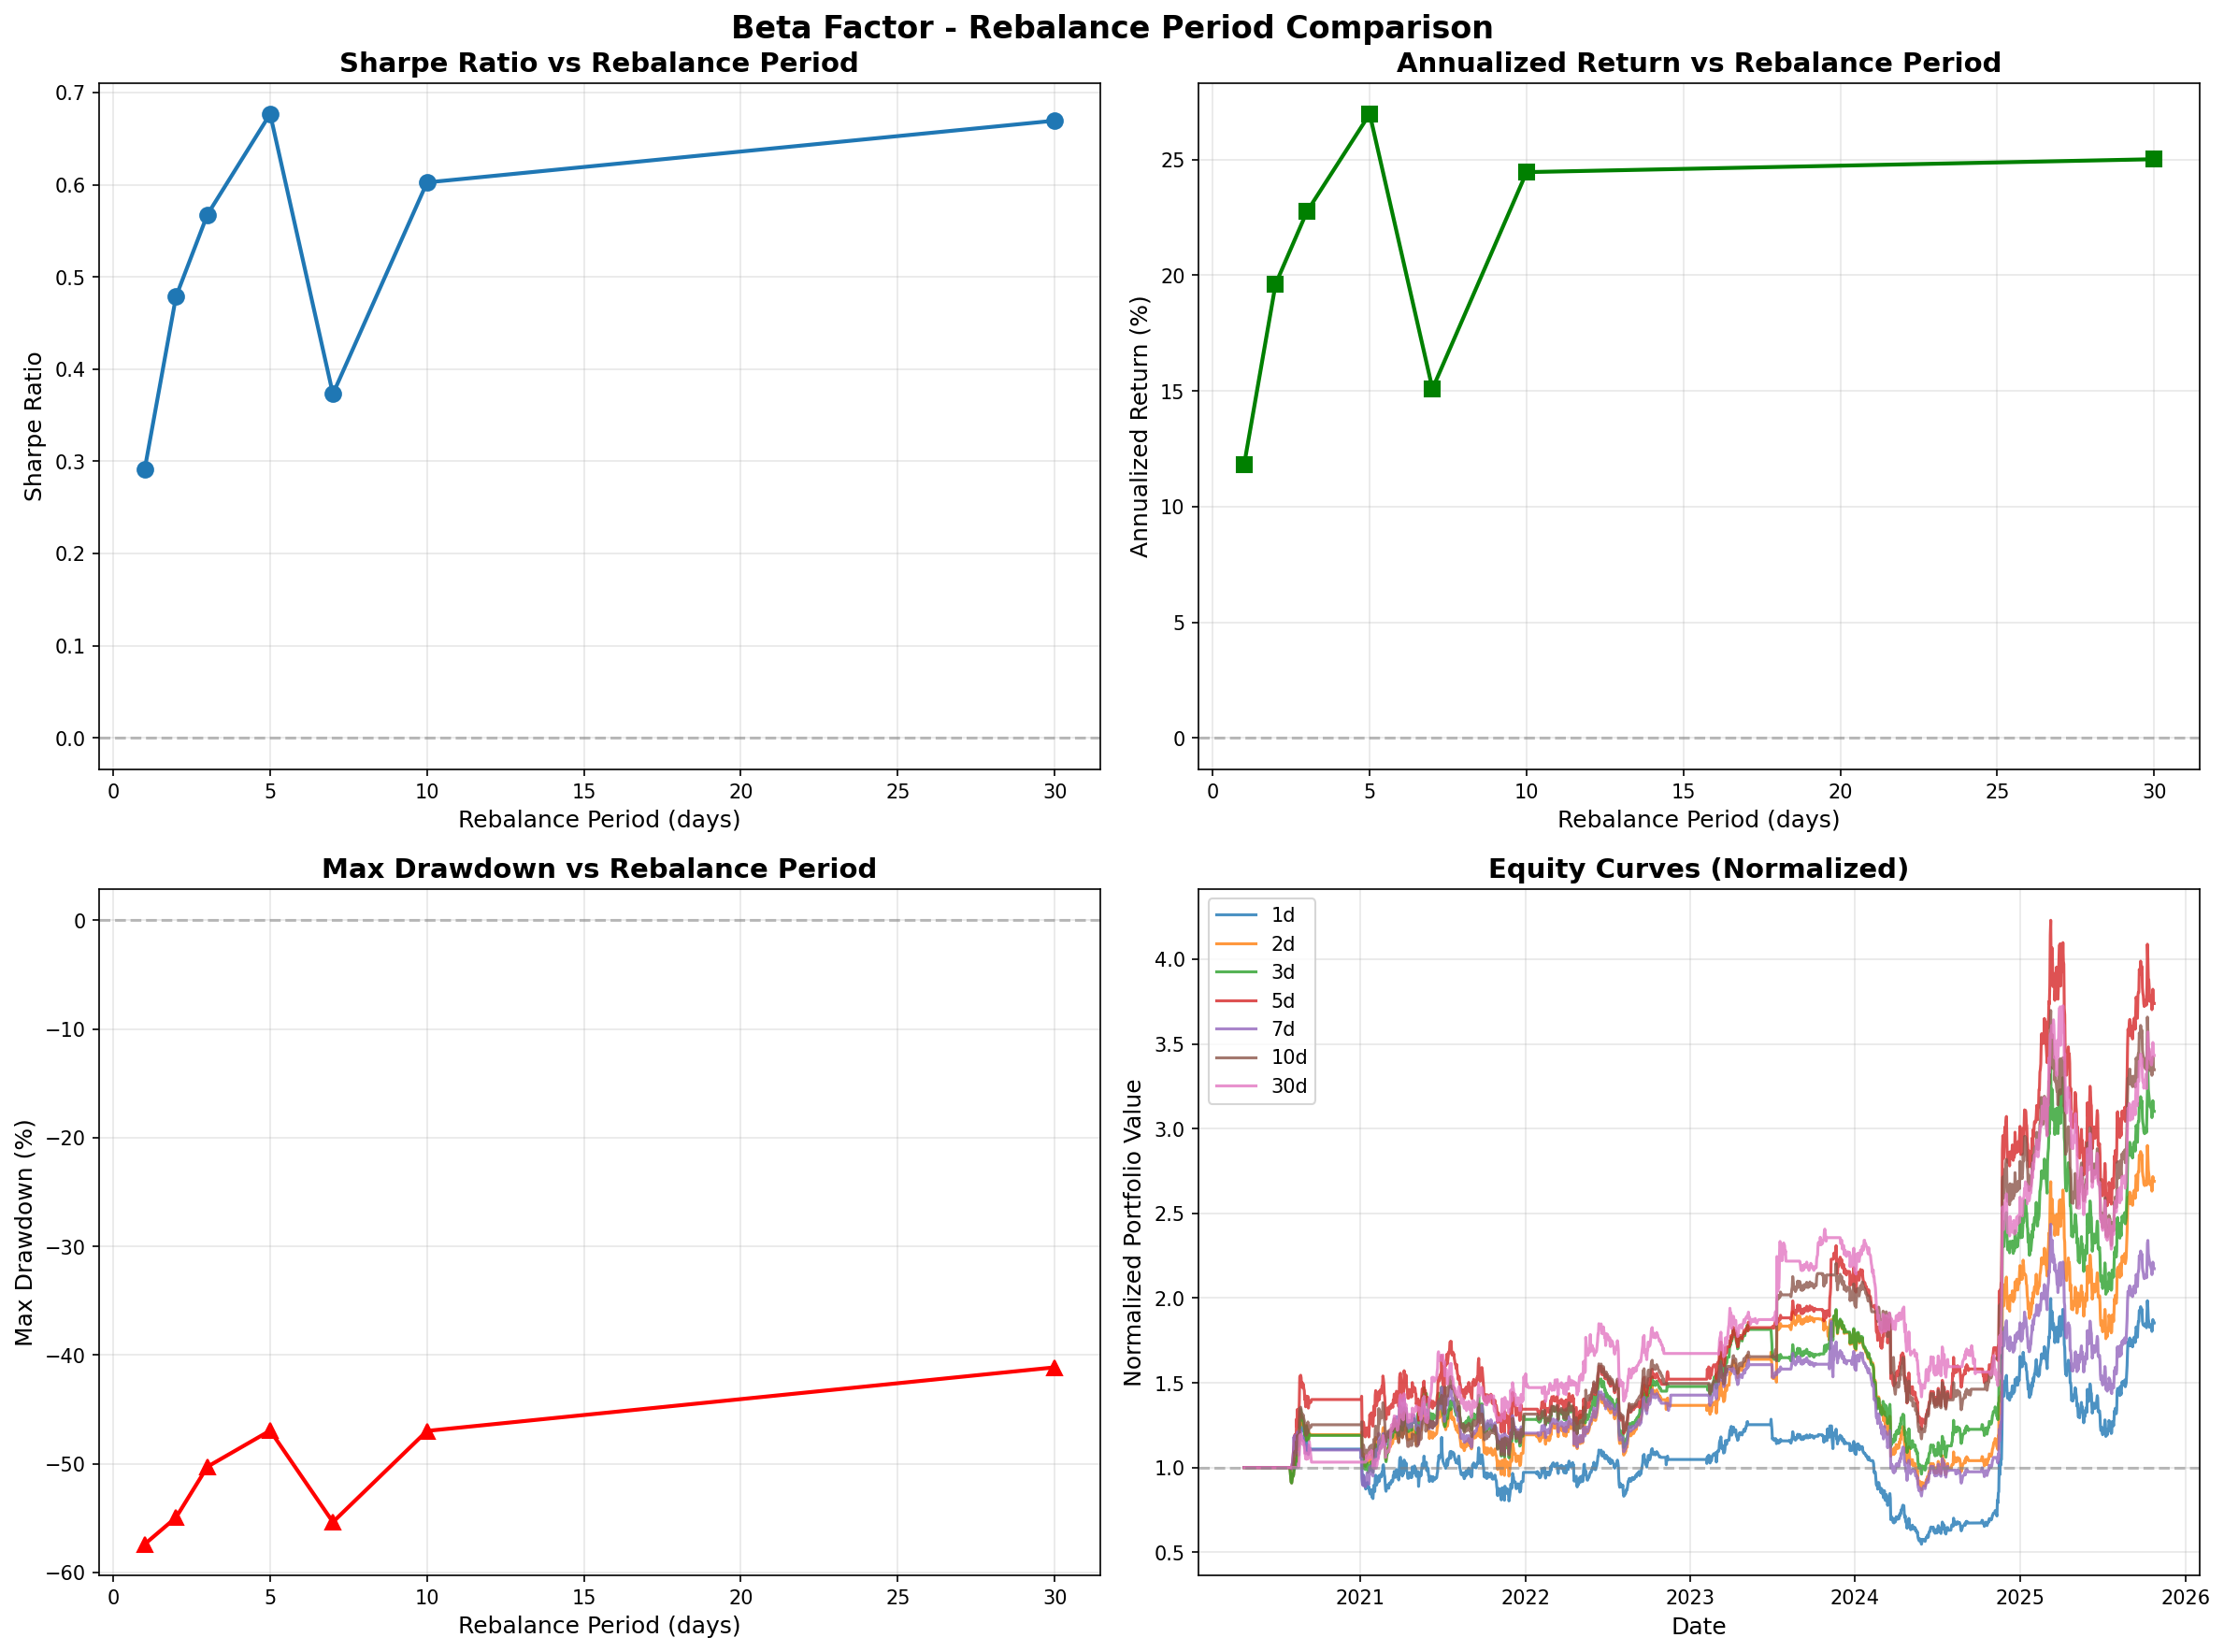 Beta Factor - Rebalance Period Comparison
Sharpe Ratio vs Rebalance Period
0.7
0.6
0.5
0.4
0.3
0.2
0.1
0.0
Sharpe Ratio
0 5 10 15 20 25 30
Rebalance Period (days)
Annualized Return vs Rebalance Period
25
20
15
10
5
0
Annualized Return (%)
0 5 10 15 20 25 30
Rebalance Period (days)
Max Drawdown vs Rebalance Period
0
−10
−20
−30
−40
−50
−60
Max Drawdown (%)
0 5 10 15 20 25 30
Rebalance Period (days)
Equity Curves (Normalized)
1d
2d
3d
5d
7d
10d
30d
4.0
3.5
3.0
2.5
2.0
1.5
1.0
0.5
Normalized Portfolio Value
2021 2022 2023 2024 2025 2026
Date